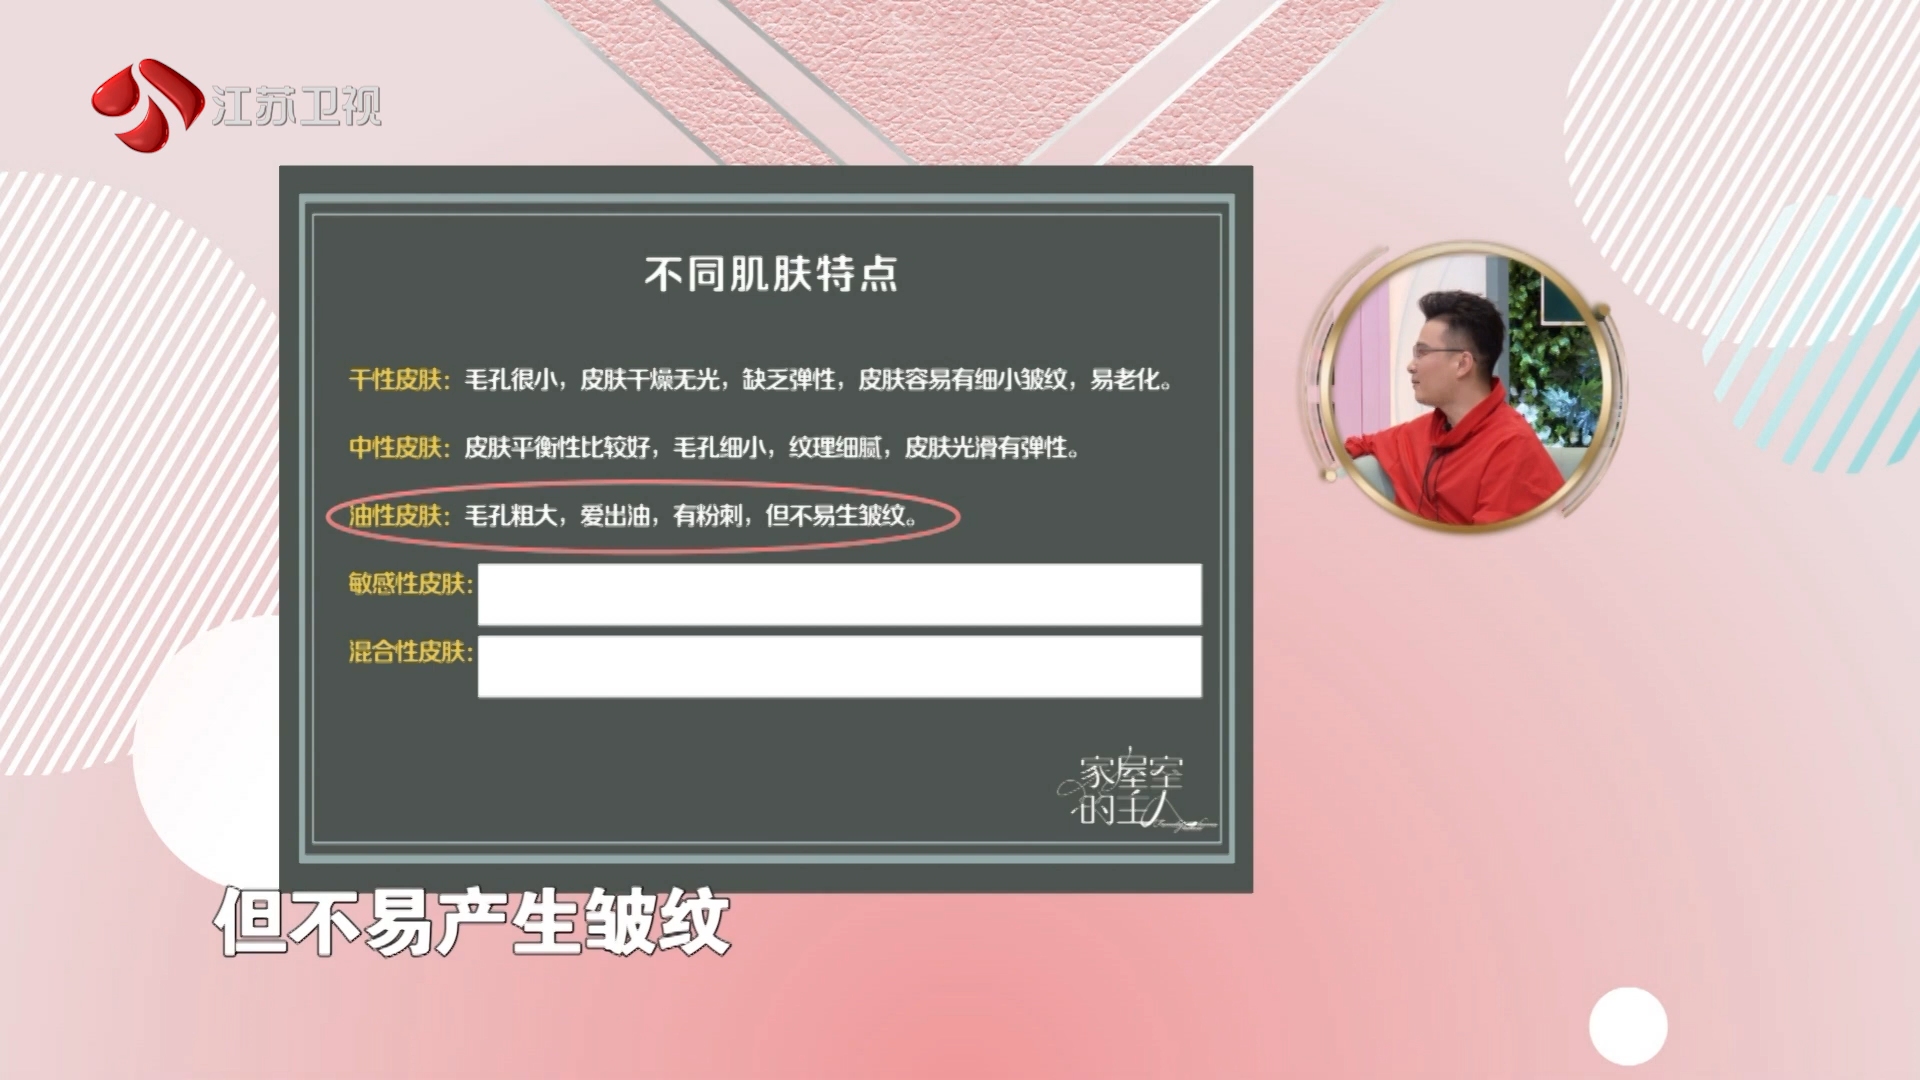 江苏卫视
不同肌肤特点
干性皮肤：毛孔很小，皮肤干燥无光，缺乏弹性，皮肤容易有细小皱纹，易老化。
中性皮肤：皮肤平衡性比较好，毛孔细小，纹理细腻，皮肤光滑有弹性。
油性皮肤：毛孔粗大，爱出油，有粉刺，但不易生皱纹。
敏感性皮肤：
混合性皮肤：
家屋室
的主人
但不易产生皱纹